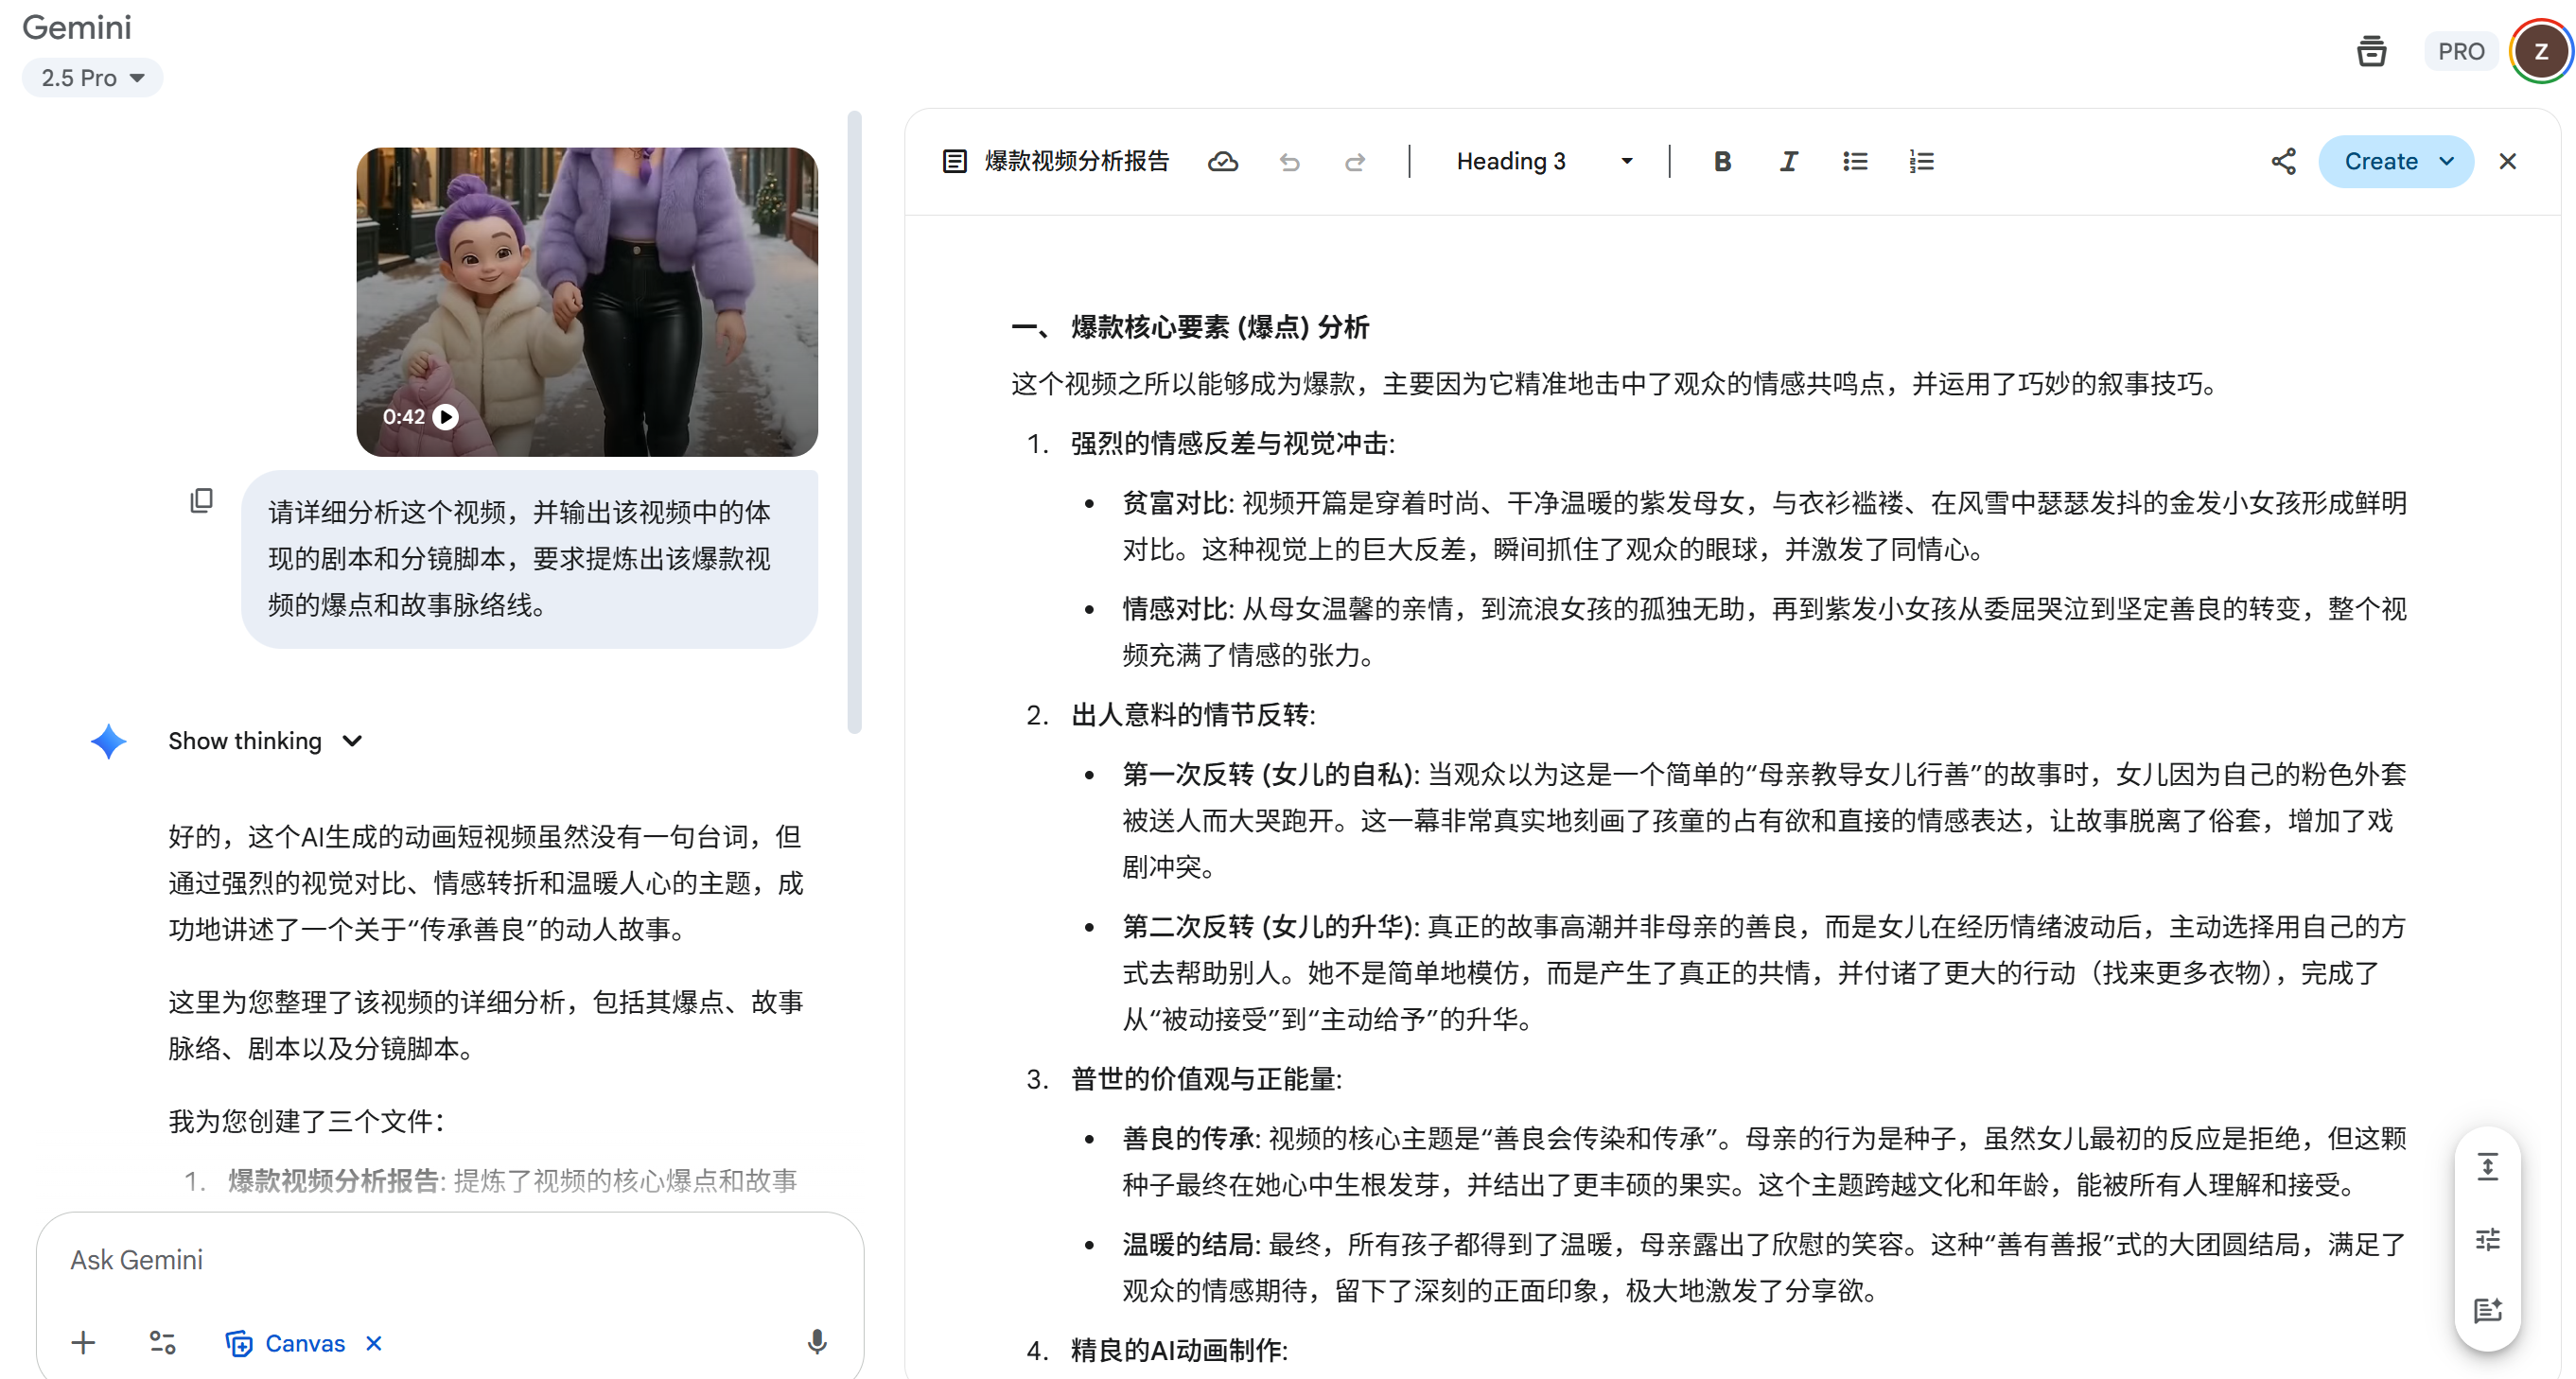 Gemini
2.5 Pro
PRO
Z
0:42
请详细分析这个视频，并输出该视频中的体
现的剧本和分镜脚本，要求提炼出该爆款视
频的爆点和故事脉络线。
Show thinking
好的，这个AI生成的动画短视频虽然没有一句台词，但
通过强烈的视觉对比、情感转折和温暖人心的主题，成
功地讲述了一个关于“传承善良”的动人故事。
这里为您整理了该视频的详细分析，包括其爆点、故事
脉络、剧本以及分镜脚本。
我为您创建了三个文件：
1. 爆款视频分析报告: 提炼了视频的核心爆点和故事
Ask Gemini
Canvas
爆款视频分析报告
Heading 3
B
I
Create
一、 爆款核心要素 (爆点) 分析
这个视频之所以能够成为爆款，主要因为它精准地击中了观众的情感共鸣点，并运用了巧妙的叙事技巧。
1. 强烈的情感反差与视觉冲击:
• 贫富对比: 视频开篇是穿着时尚、干净温暖的紫发母女，与衣衫褴褛、在风雪中瑟瑟发抖的金发小女孩形成鲜明
对比。这种视觉上的巨大反差，瞬间抓住了观众的眼球，并激发了同情心。
• 情感对比: 从母女温馨的亲情，到流浪女孩的孤独无助，再到紫发小女孩从委屈哭泣到坚定善良的转变，整个视
频充满了情感的张力。
2. 出人意料的情节反转:
• 第一次反转 (女儿的自私): 当观众以为这是一个简单的“母亲教导女儿行善”的故事时，女儿因为自己的粉色外套
被送人而大哭跑开。这一幕非常真实地刻画了孩童的占有欲和直接的情感表达，让故事脱离了俗套，增加了戏
剧冲突。
• 第二次反转 (女儿的升华): 真正的故事高潮并非母亲的善良，而是女儿在经历情绪波动后，主动选择用自己的方
式去帮助别人。她不是简单地模仿，而是产生了真正的共情，并付诸了更大的行动（找来更多衣物），完成了
从“被动接受”到“主动给予”的升华。
3. 普世的价值观与正能量:
• 善良的传承: 视频的核心主题是“善良会传染和传承”。母亲的行为是种子，虽然女儿最初的反应是拒绝，但这颗
种子最终在她心中生根发芽，并结出了更丰硕的果实。这个主题跨越文化和年龄，能被所有人理解和接受。
• 温暖的结局: 最终，所有孩子都得到了温暖，母亲露出了欣慰的笑容。这种“善有善报”式的大团圆结局，满足了
观众的情感期待，留下了深刻的正面印象，极大地激发了分享欲。
4. 精良的AI动画制作: